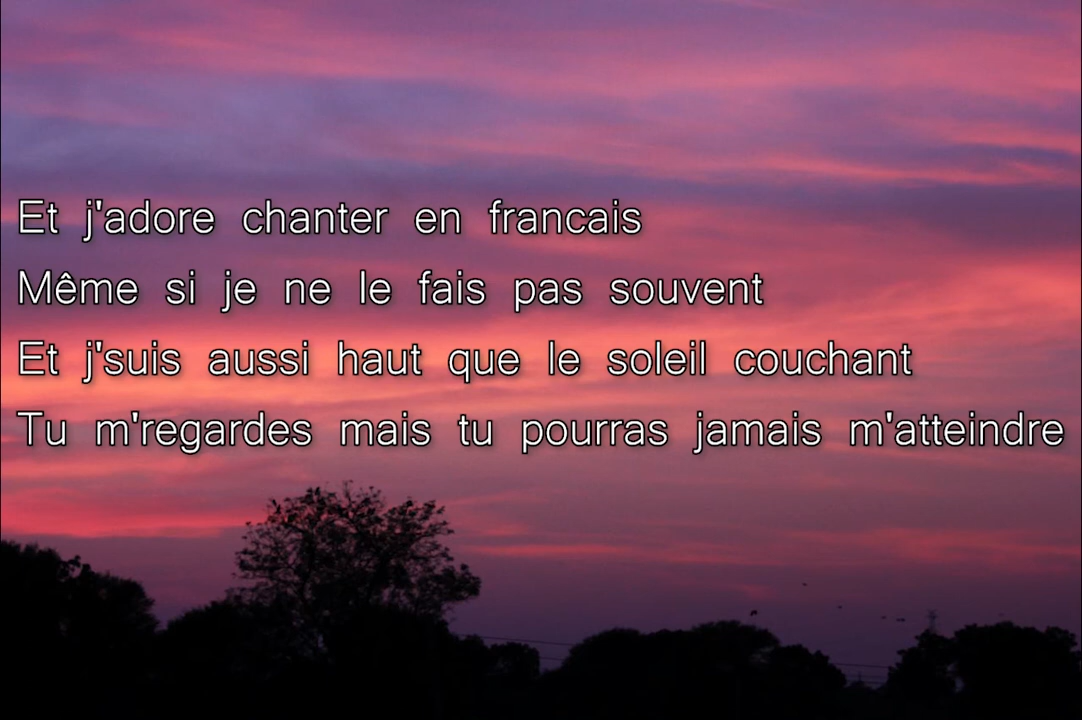 Et j'adore chanter en francais
Même si je ne le fais pas souvent
Et j'suis aussi haut que le soleil couchant
Tu m'regardes mais tu pourras jamais m'atteindre